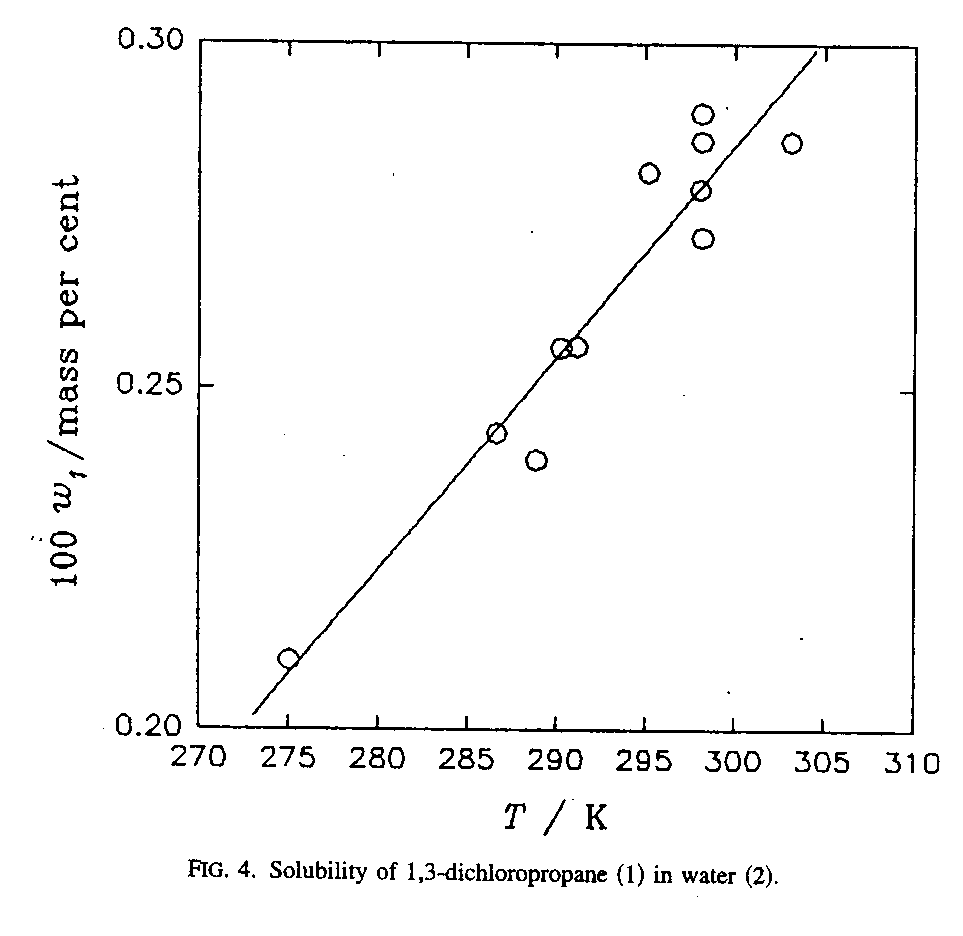 0.30
0.25
0.20
100 w1/mass per cent
270 275 280 285 290 295 300 305 310
T / K
FIG. 4. Solubility of 1,3-dichloropropane (1) in water (2).